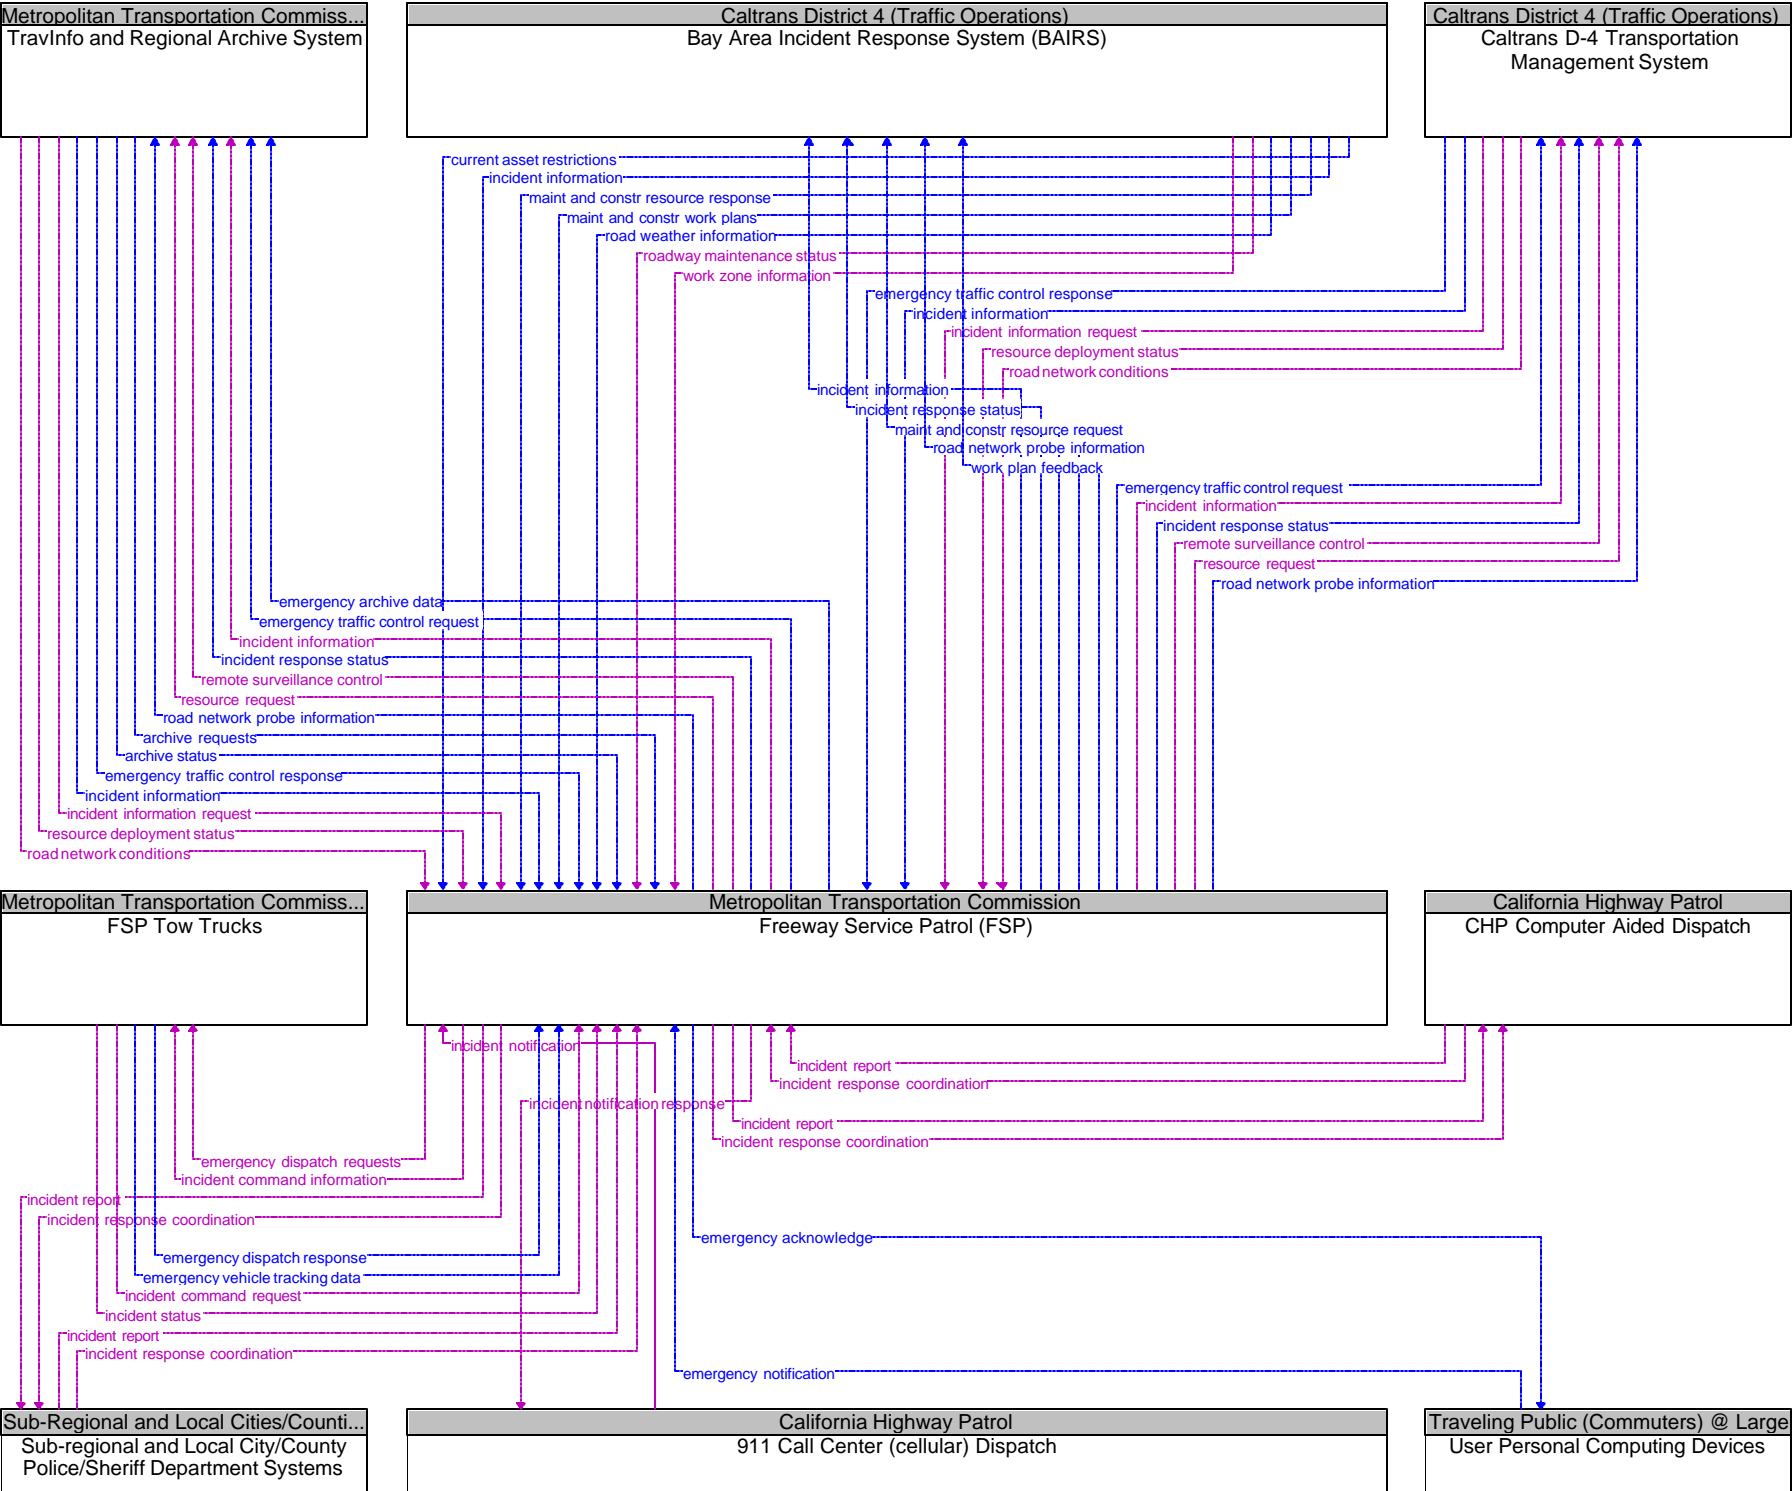 Metropolitan Transportation Commiss...
TravInfo and Regional Archive System
Caltrans District 4 (Traffic Operations)
Bay Area Incident Response System (BAIRS)
Caltrans District 4 (Traffic Operations)
Caltrans D-4 Transportation
Management System
current asset restrictions
incident information
maint and constr resource response
maint and constr work plans
road weather information
roadway maintenance status
work zone information
emergency traffic control response
incident information
incident information request
resource deployment status
road network conditions
incident information
incident response status
maint and constr resource request
road network probe information
work plan feedback
emergency traffic control request
incident information
incident response status
remote surveillance control
resource request
road network probe information
emergency archive data
emergency traffic control request
incident information
incident response status
remote surveillance control
resource request
road network probe information
archive requests
archive status
emergency traffic control response
incident information
incident information request
resource deployment status
road network conditions
Metropolitan Transportation Commiss...
FSP Tow Trucks
Metropolitan Transportation Commission
Freeway Service Patrol (FSP)
California Highway Patrol
CHP Computer Aided Dispatch
incident notification
incident report
incident response coordination
incident notification response
incident report
incident response coordination
emergency dispatch requests
incident command information
incident report
incident response coordination
emergency acknowledge
emergency dispatch response
emergency vehicle tracking data
incident command request
incident status
incident report
incident response coordination
emergency notification
Sub-Regional and Local Cities/Counti...
Sub-regional and Local City/County
Police/Sheriff Department Systems
California Highway Patrol
911 Call Center (cellular) Dispatch
Traveling Public (Commuters) @ Large
User Personal Computing Devices